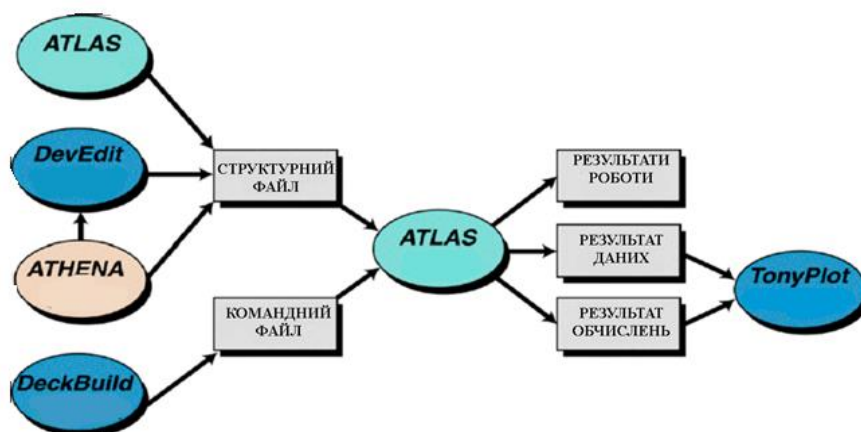 ATLAS
DevEdit
ATHENA
DeckBuild
СТРУКТУРНИЙ
ФАЙЛ
КОМАНДНИЙ
ФАЙЛ
ATLAS
РЕЗУЛЬТАТИ
РОБОТИ
РЕЗУЛЬТАТ
ДАНИХ
РЕЗУЛЬТАТ
ОБЧИСЛЕНЬ
TonyPlot